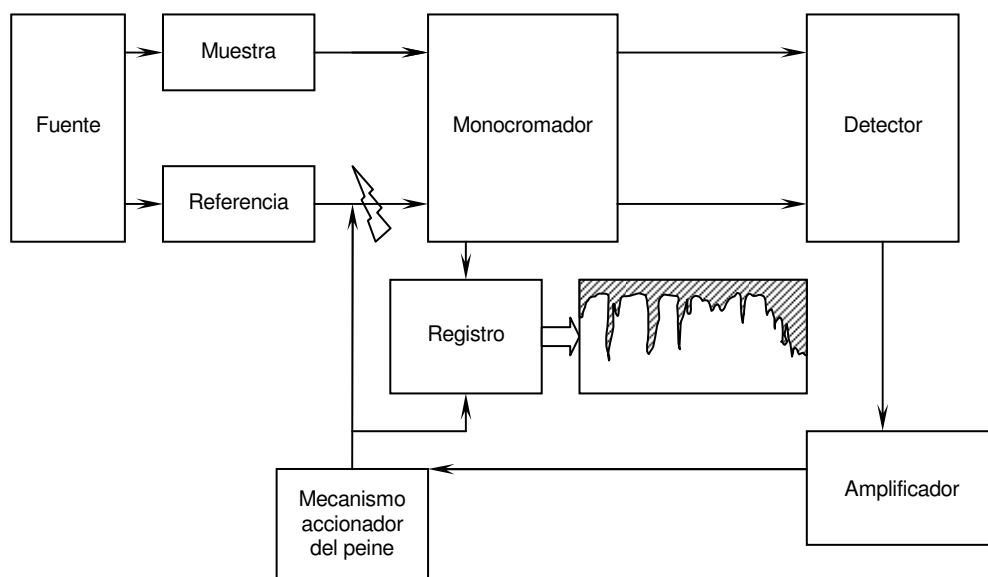 Fuente
Muestra
Referencia
Monocromador
Detector
Registro
Mecanismo
accionador
del peine
Amplificador